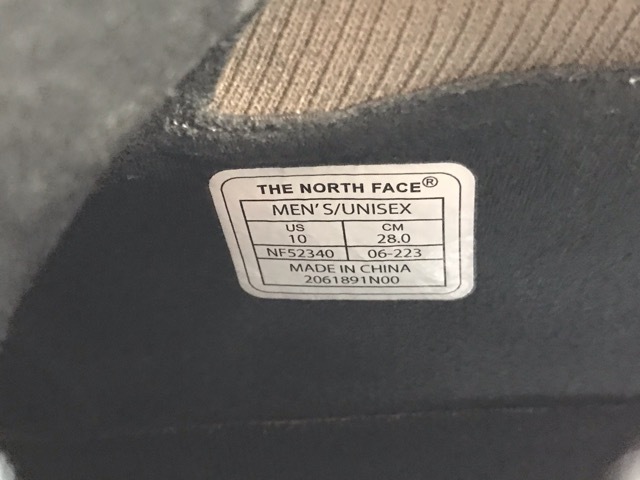 THE NORTH FACE®
MEN'S/UNISEX
US CM
10 28.0
NF52340 06-223
MADE IN CHINA
2061891N00